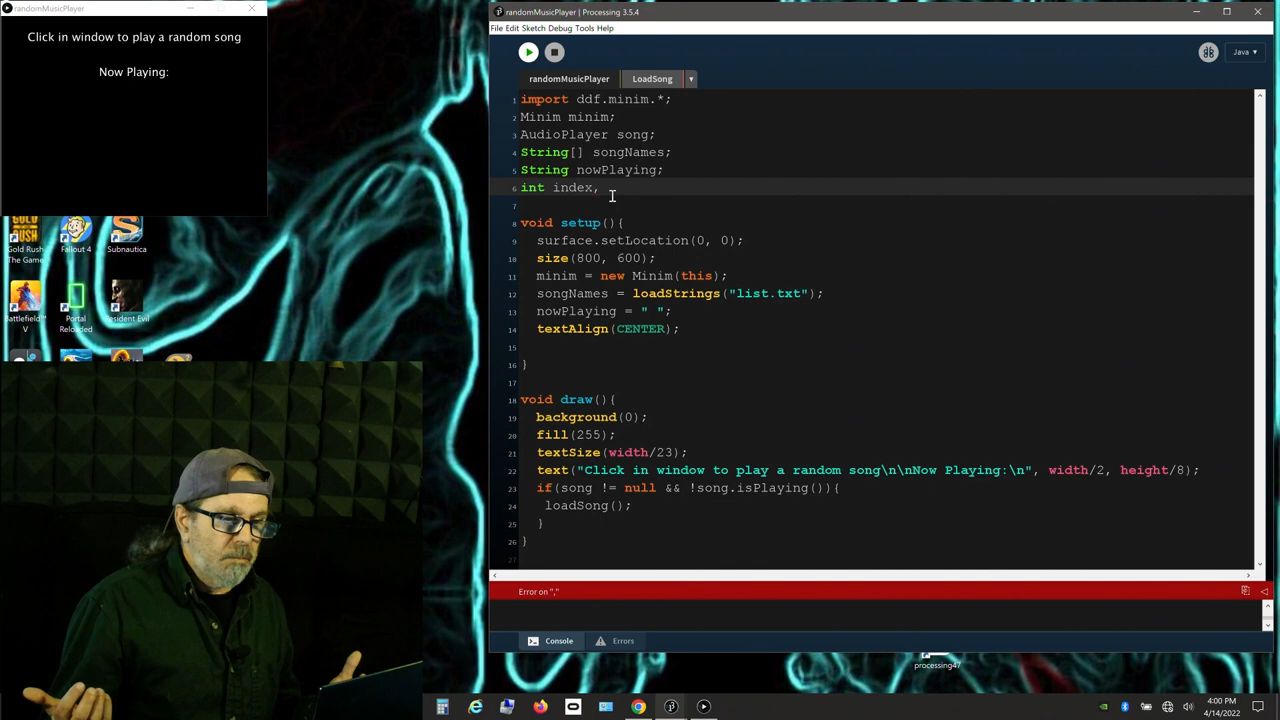 randomMusicPlayer
Click in window to play a random song
Now Playing:
Gold Rush The Game
Fallout 4
Subnautica
Battlefield™ V
Portal Reloaded
Resident Evil
randomMusicPlayer | Processing 3.5.4
File Edit Sketch Debug Tools Help
Java ▾
randomMusicPlayer LoadSong ▾
1 import ddf.minim.*;
2 Minim minim;
3 AudioPlayer song;
4 String[] songNames;
5 String nowPlaying;
6 int index,
7
8 void setup(){
9 surface.setLocation(0, 0);
10 size(800, 600);
11 minim = new Minim(this);
12 songNames = loadStrings("list.txt");
13 nowPlaying = " ";
14 textAlign(CENTER);
15
16 }
17
18 void draw(){
19 background(0);
20 fill(255);
21 textSize(width/23);
22 text("Click in window to play a random song\n\nNow Playing:\n", width/2, height/8);
23 if(song != null && !song.isPlaying()){
24 loadSong();
25 }
26 }
27
Error on ","
Console Errors
processing47
4:00 PM
4/14/2022